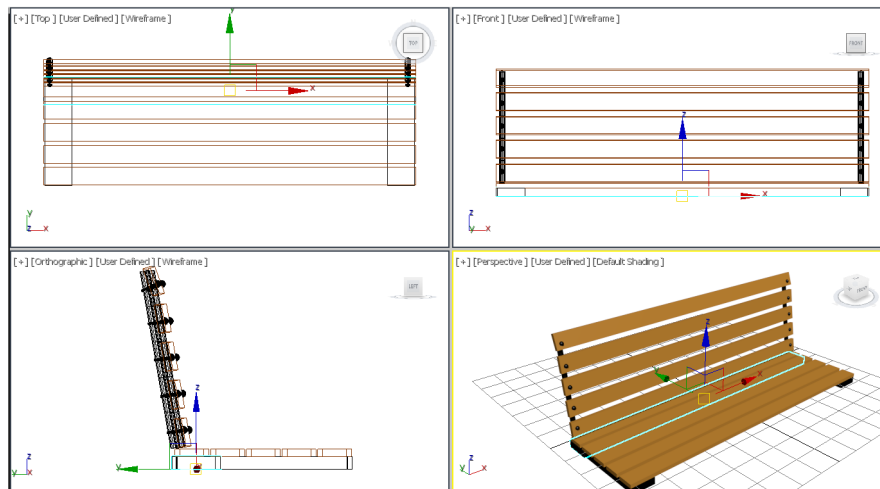 [+] [Top] [User Defined] [Wireframe]
y
TOP
x
y
z x
[+] [Front] [User Defined] [Wireframe]
FRONT
z
x
z
x
[+] [Orthographic] [User Defined] [Wireframe]
LEFT
z
y
z
y
[+] [Perspective] [User Defined] [Default Shading]
FRONT
z
y
x
z
x